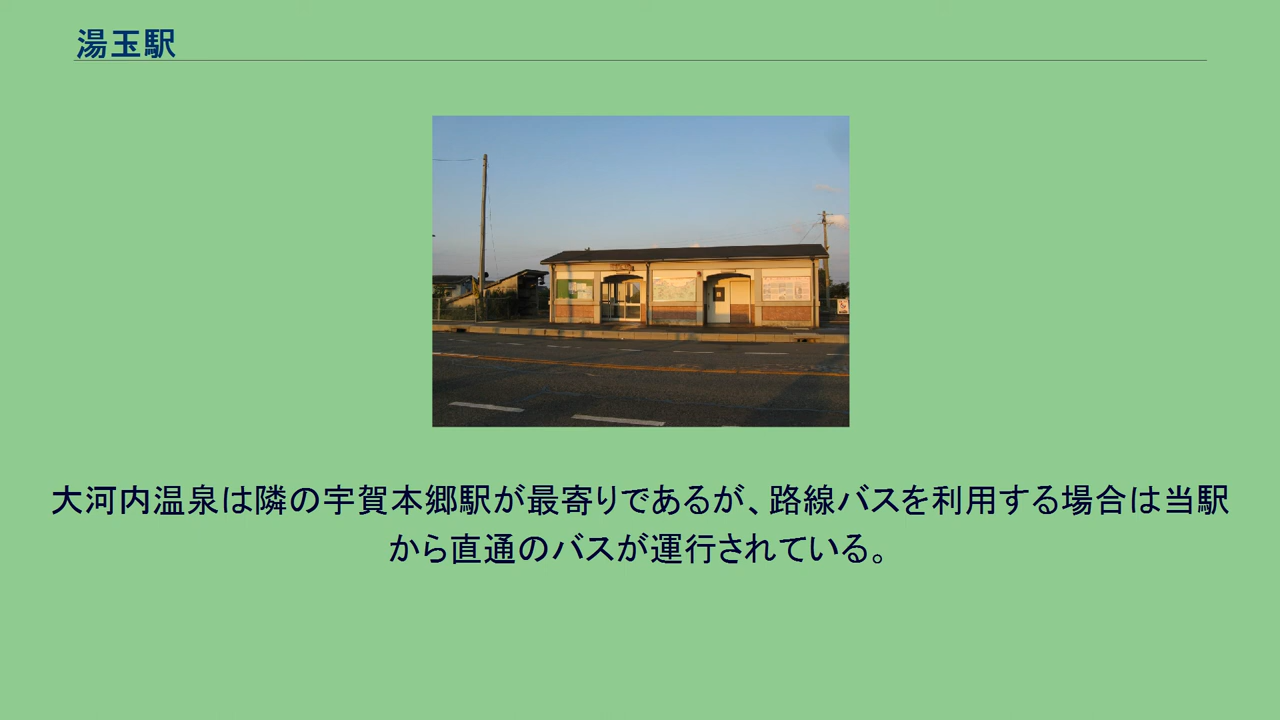 湯玉駅
大河内温泉は隣の宇賀本郷駅が最寄りであるが、路線バスを利用する場合は当駅
から直通のバスが運行されている。